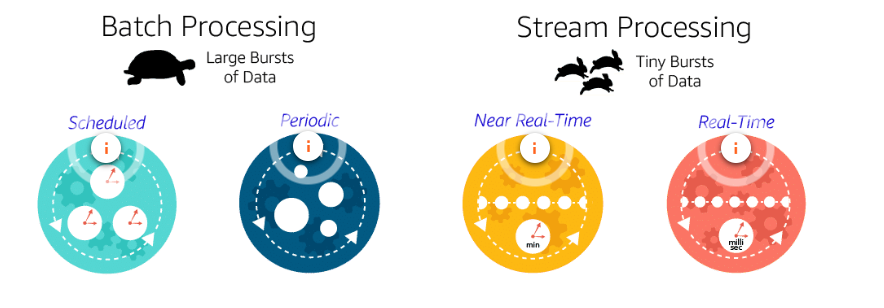 Batch Processing
Large Bursts
of Data
Scheduled
Periodic
i
i
Stream Processing
Tiny Bursts
of Data
Near Real-Time
Real-Time
i
i
min
milli
sec